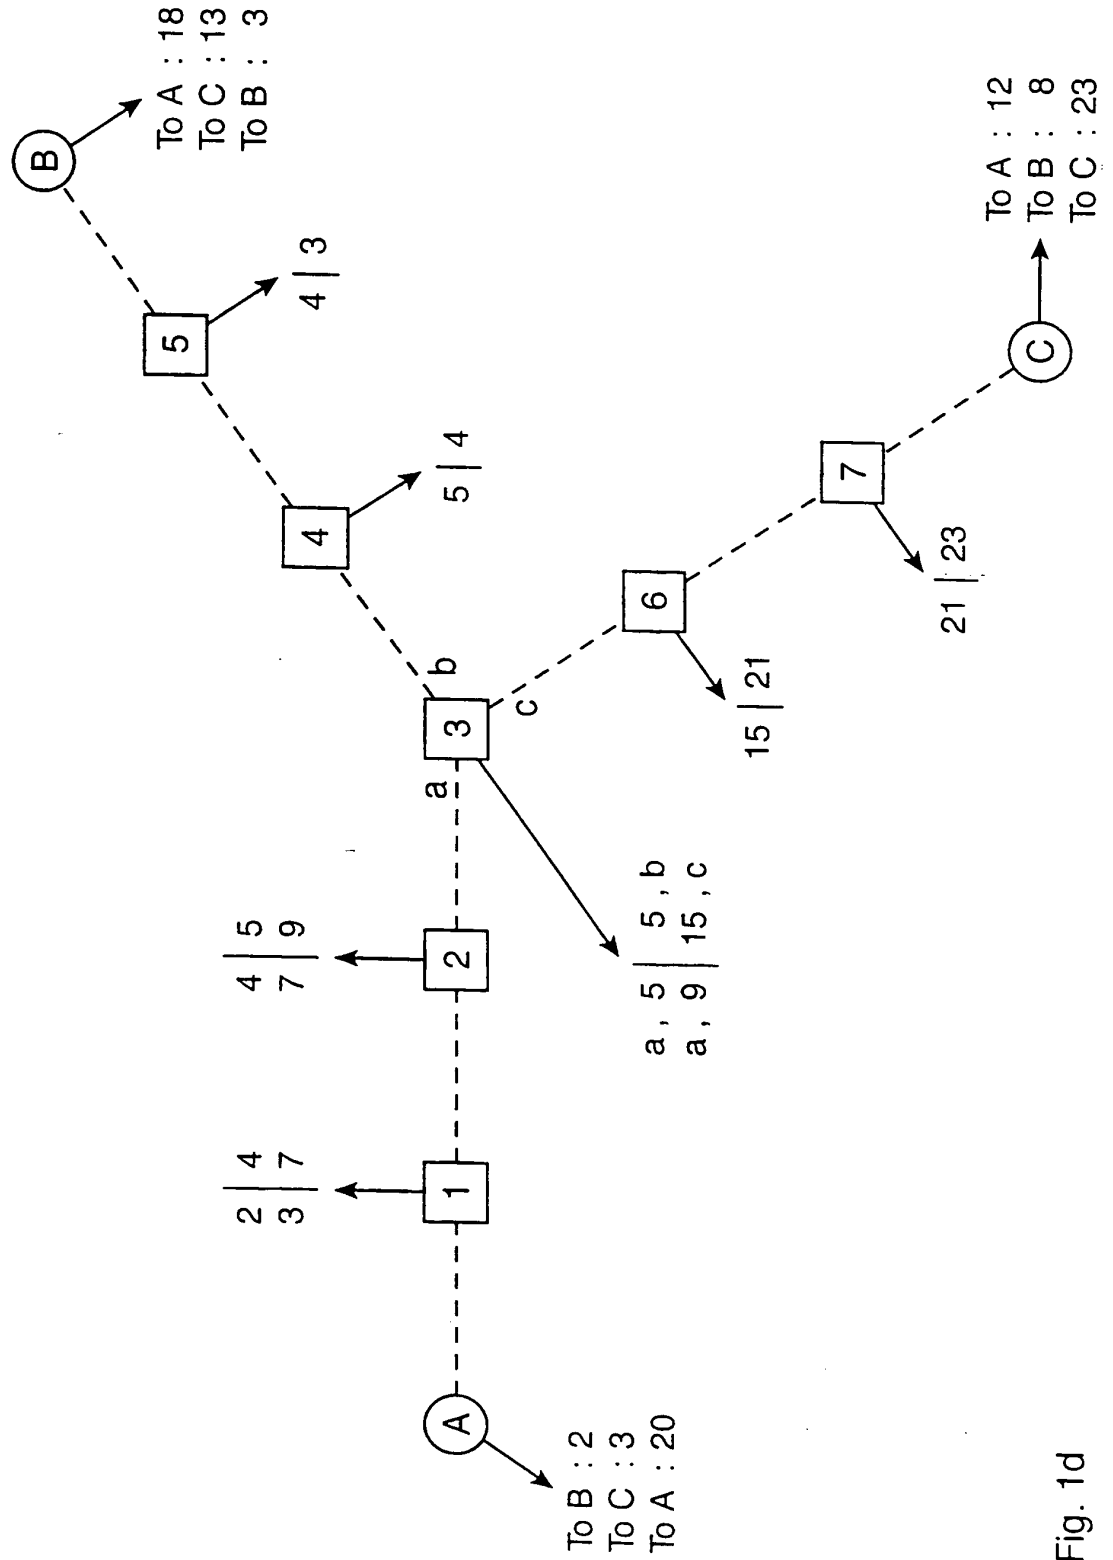 B
To A : 18
To C : 13
To B : 3
5
4 | 3
4
5 | 4
2 | 4
3 | 7
4 | 5
7 | 9
A
1
2
a
3
b
c
To B : 2
To C : 3
To A : 20
a, 5 | 5, b
a, 9 | 15, c
6
15 | 21
7
21 | 23
C
To A : 12
To B : 8
To C : 23
Fig. 1d